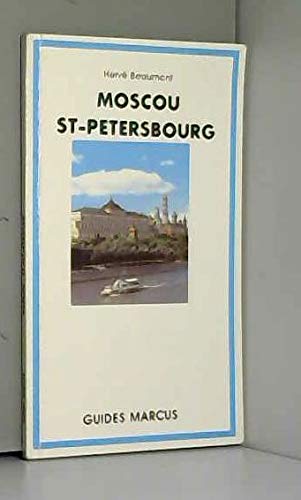 Hervé Beaumont
MOSCOU
ST-PETERSBOURG
GUIDES MARCUS